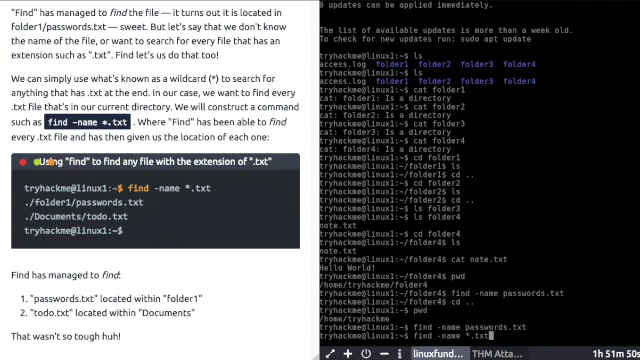 "Find" has managed to find the file — it turns out it is located in
folder1/passwords.txt — sweet. But let's say that we don't know
the name of the file, or want to search for every file that has an
extension such as ".txt". Find let's us do that too!
We can simply use what's known as a wildcard (*) to search for
anything that has .txt at the end. In our case, we want to find every
.txt file that's in our current directory. We will construct a command
such as find -name *.txt . Where "Find" has been able to find
every .txt file and has then given us the location of each one:
Using "find" to find any file with the extension of ".txt"
tryhackme@linux1:~$ find -name *.txt
./folder1/passwords.txt
./Documents/todo.txt
tryhackme@linux1:~$
Find has managed to find:
1. "passwords.txt" located within "folder1"
2. "todo.txt" located within "Documents"
That wasn't so tough huh!
0 updates can be applied immediately.
The list of available updates is more than a week old.
To check for new updates run: sudo apt update
tryhackme@linux1:~$ ls
access.log folder1 folder2 folder3 folder4
tryhackme@linux1:~$ ls
access.log folder1 folder2 folder3 folder4
tryhackme@linux1:~$ cat folder1
cat: folder1: Is a directory
tryhackme@linux1:~$ cat folder2
cat: folder2: Is a directory
tryhackme@linux1:~$ cat folder3
cat: folder3: Is a directory
tryhackme@linux1:~$ cat folder4
cat: folder4: Is a directory
tryhackme@linux1:~$ cd folder1
tryhackme@linux1:~/folder1$ ls
tryhackme@linux1:~/folder1$ cd ..
tryhackme@linux1:~$ cd folder2
tryhackme@linux1:~/folder2$ ls
tryhackme@linux1:~/folder2$ cd ..
tryhackme@linux1:~$ ls folder3
tryhackme@linux1:~$ ls folder4
note.txt
tryhackme@linux1:~$ cd folder4
tryhackme@linux1:~/folder4$ ls
note.txt
tryhackme@linux1:~/folder4$ cat note.txt
Hello World!
tryhackme@linux1:~/folder4$ pwd
/home/tryhackme/folder4
tryhackme@linux1:~/folder4$ find -name passwords.txt
tryhackme@linux1:~/folder4$ cd ..
tryhackme@linux1:~$ pwd
/home/tryhackme
tryhackme@linux1:~$ find -name passwords.txt
tryhackme@linux1:~$ find -name *.txt
linuxfund... THM Atta... 1h 51m 50s